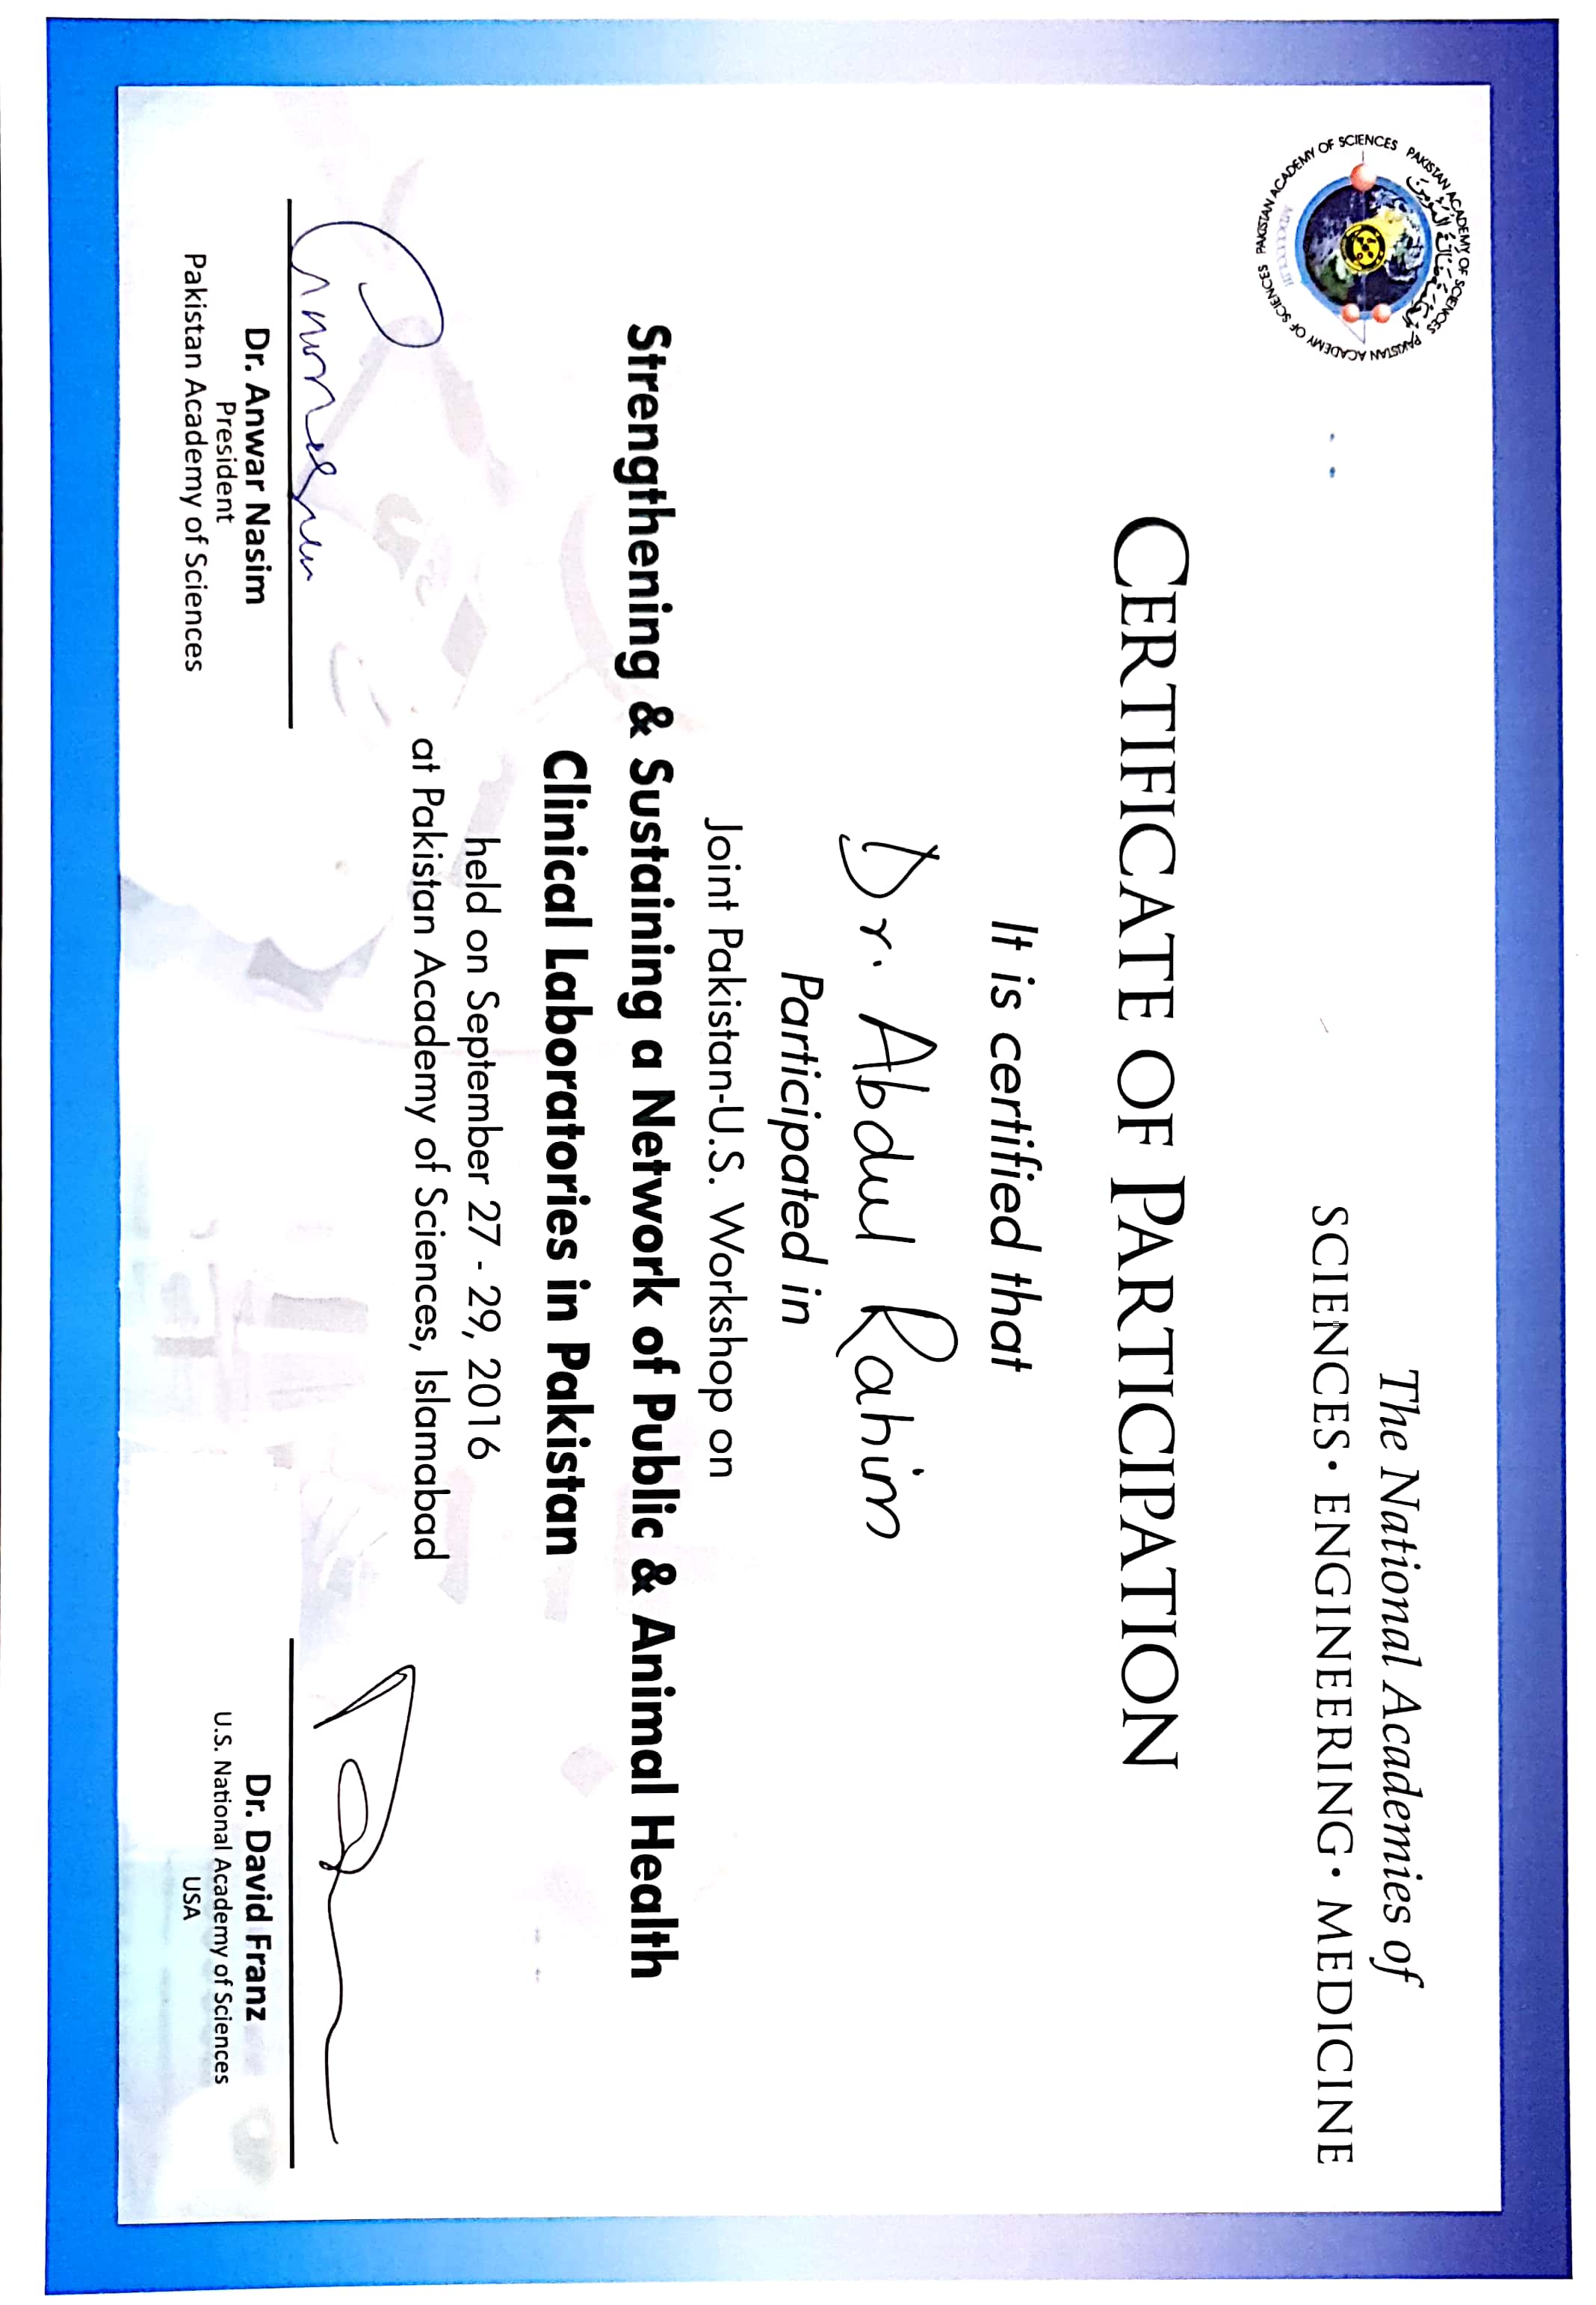 PAKISTAN ACADEMY OF SCIENCES PAKISTAN ACADEMY OF SCIENCES PAKISTAN ACADEMY OF SCIENCES
The National Academies of
SCIENCES• ENGINEERING• MEDICINE
CERTIFICATE OF PARTICIPATION
It is certified that
Dr. Abdul Rahim
Participated in
Joint Pakistan-U.S. Workshop on
Strengthening & Sustaining a Network of Public & Animal Health
Clinical Laboratories in Pakistan
held on September 27 - 29, 2016
at Pakistan Academy of Sciences, Islamabad
Dr. Anwar Nasim
President
Pakistan Academy of Sciences
Dr. David Franz
U.S. National Academy of Sciences
USA